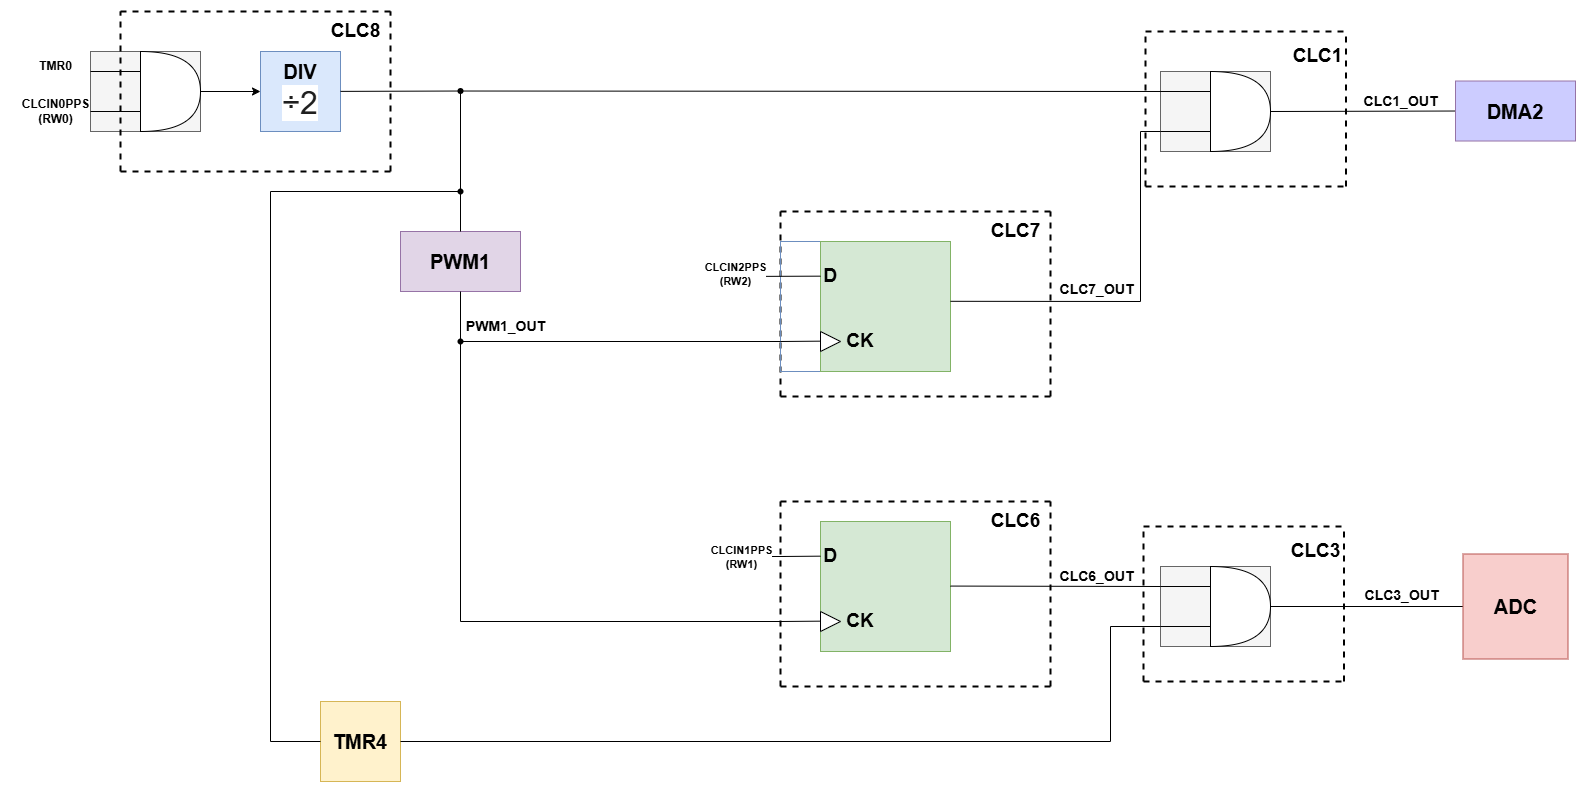 CLC8
TMR0
CLCIN0PPS
(RW0)
DIV
÷2
CLC1
CLC1_OUT
DMA2
PWM1
PWM1_OUT
CLC7
CLCIN2PPS
(RW2)
D
CK
CLC7_OUT
CLC6
CLCIN1PPS
(RW1)
D
CK
CLC6_OUT
CLC3
CLC3_OUT
ADC
TMR4